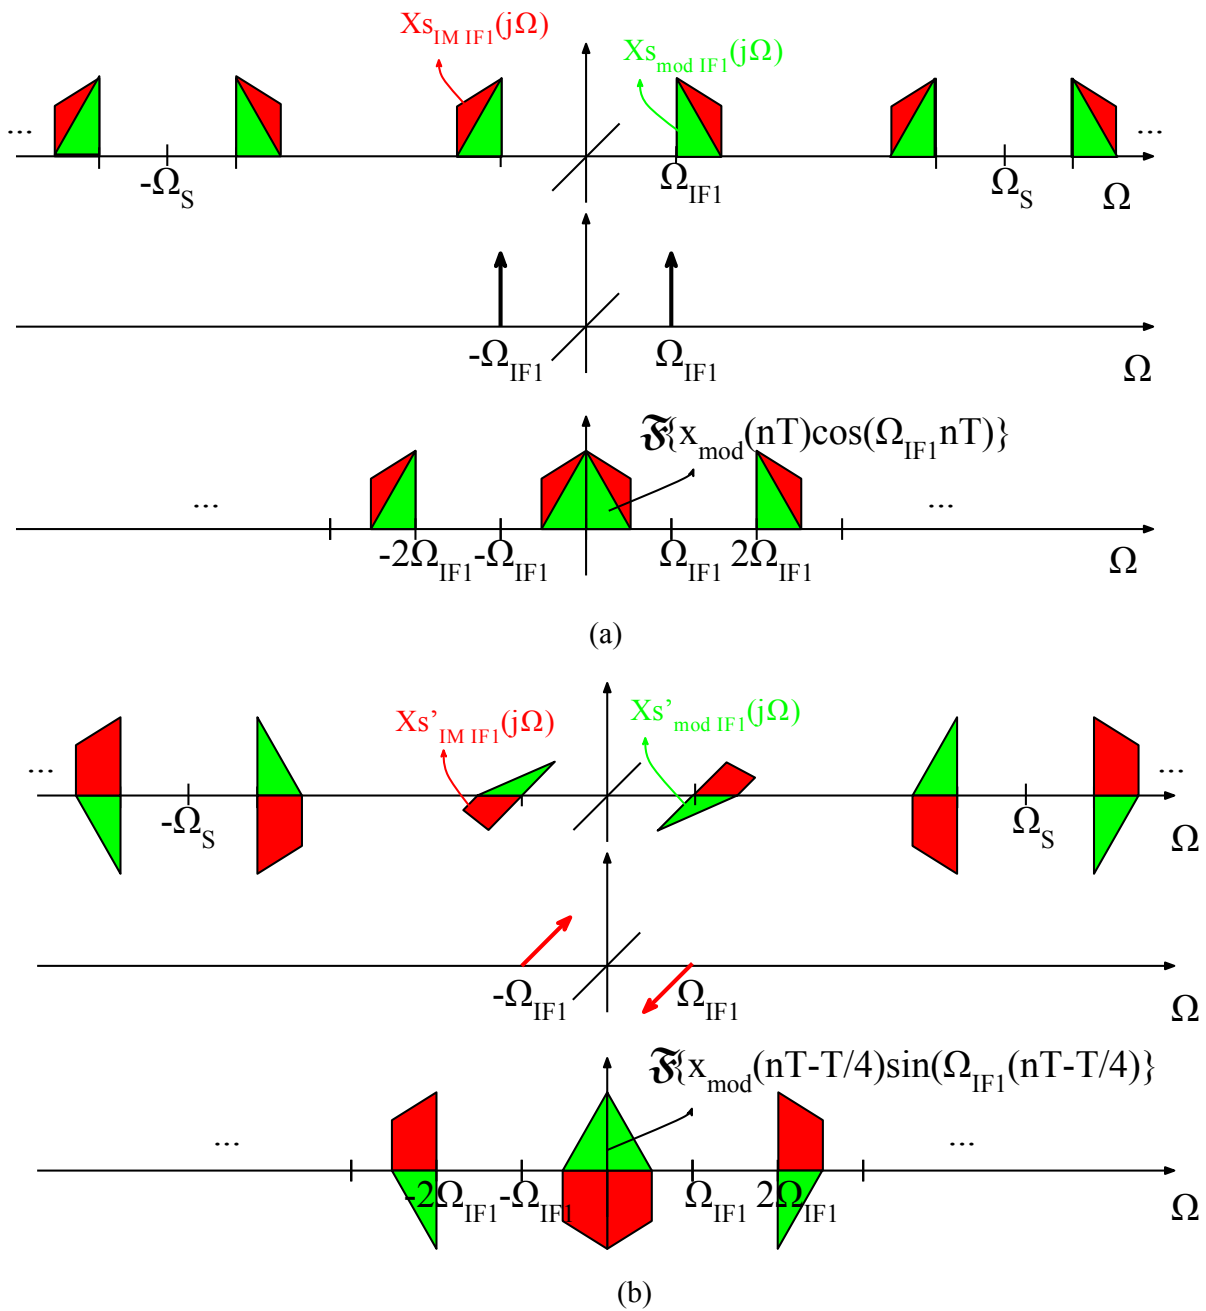 Xs_IM IF1(jΩ) Xs_mod IF1(jΩ)
... ...
-Ω_S Ω_IF1 Ω_S Ω
-Ω_IF1 Ω_IF1 Ω
𝕱{x_mod(nT)cos(Ω_IF1nT)}
... ...
-2Ω_IF1 -Ω_IF1 Ω_IF1 2Ω_IF1 Ω
(a)
Xs’_IM IF1(jΩ) Xs’_mod IF1(jΩ)
... ...
-Ω_S Ω_S Ω
-Ω_IF1 Ω_IF1 Ω
𝕱{x_mod(nT-T/4)sin(Ω_IF1(nT-T/4)}
... ...
-2Ω_IF1 -Ω_IF1 Ω_IF1 2Ω_IF1 Ω
(b)